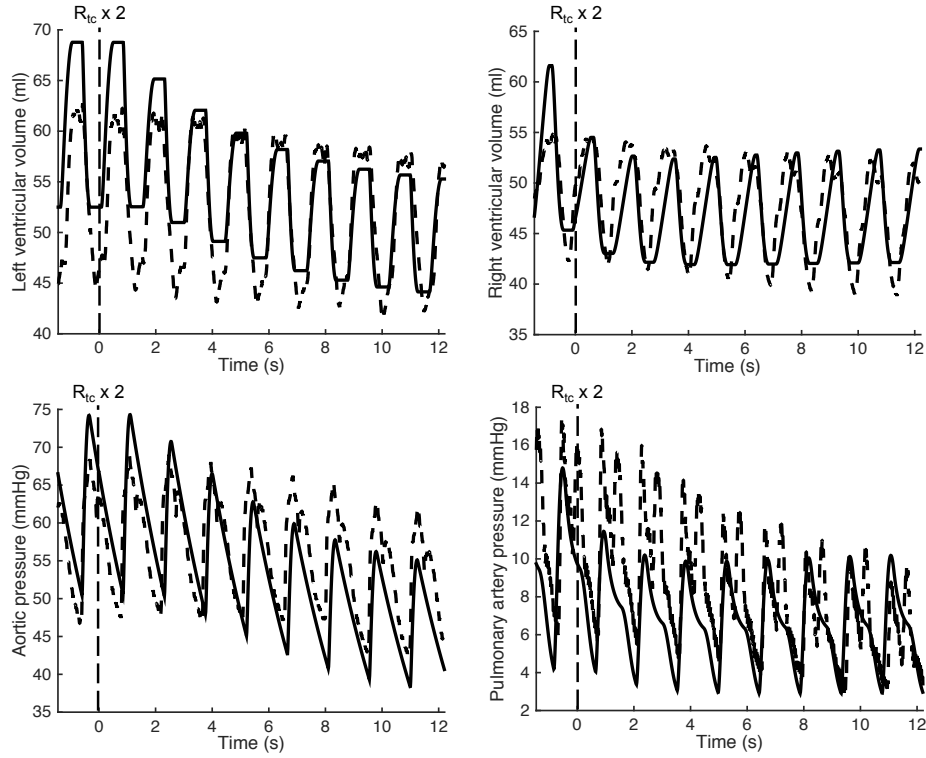 R_tc x 2
R_tc x 2
Left ventricular volume (ml)
70
65
60
55
50
45
40
0 2 4 6 8 10 12
Time (s)
Right ventricular volume (ml)
65
60
55
50
45
40
35
0 2 4 6 8 10 12
Time (s)
R_tc x 2
R_tc x 2
Aortic pressure (mmHg)
75
70
65
60
55
50
45
40
35
0 2 4 6 8 10 12
Time (s)
Pulmonary artery pressure (mmHg)
18
16
14
12
10
8
6
4
2
0 2 4 6 8 10 12
Time (s)